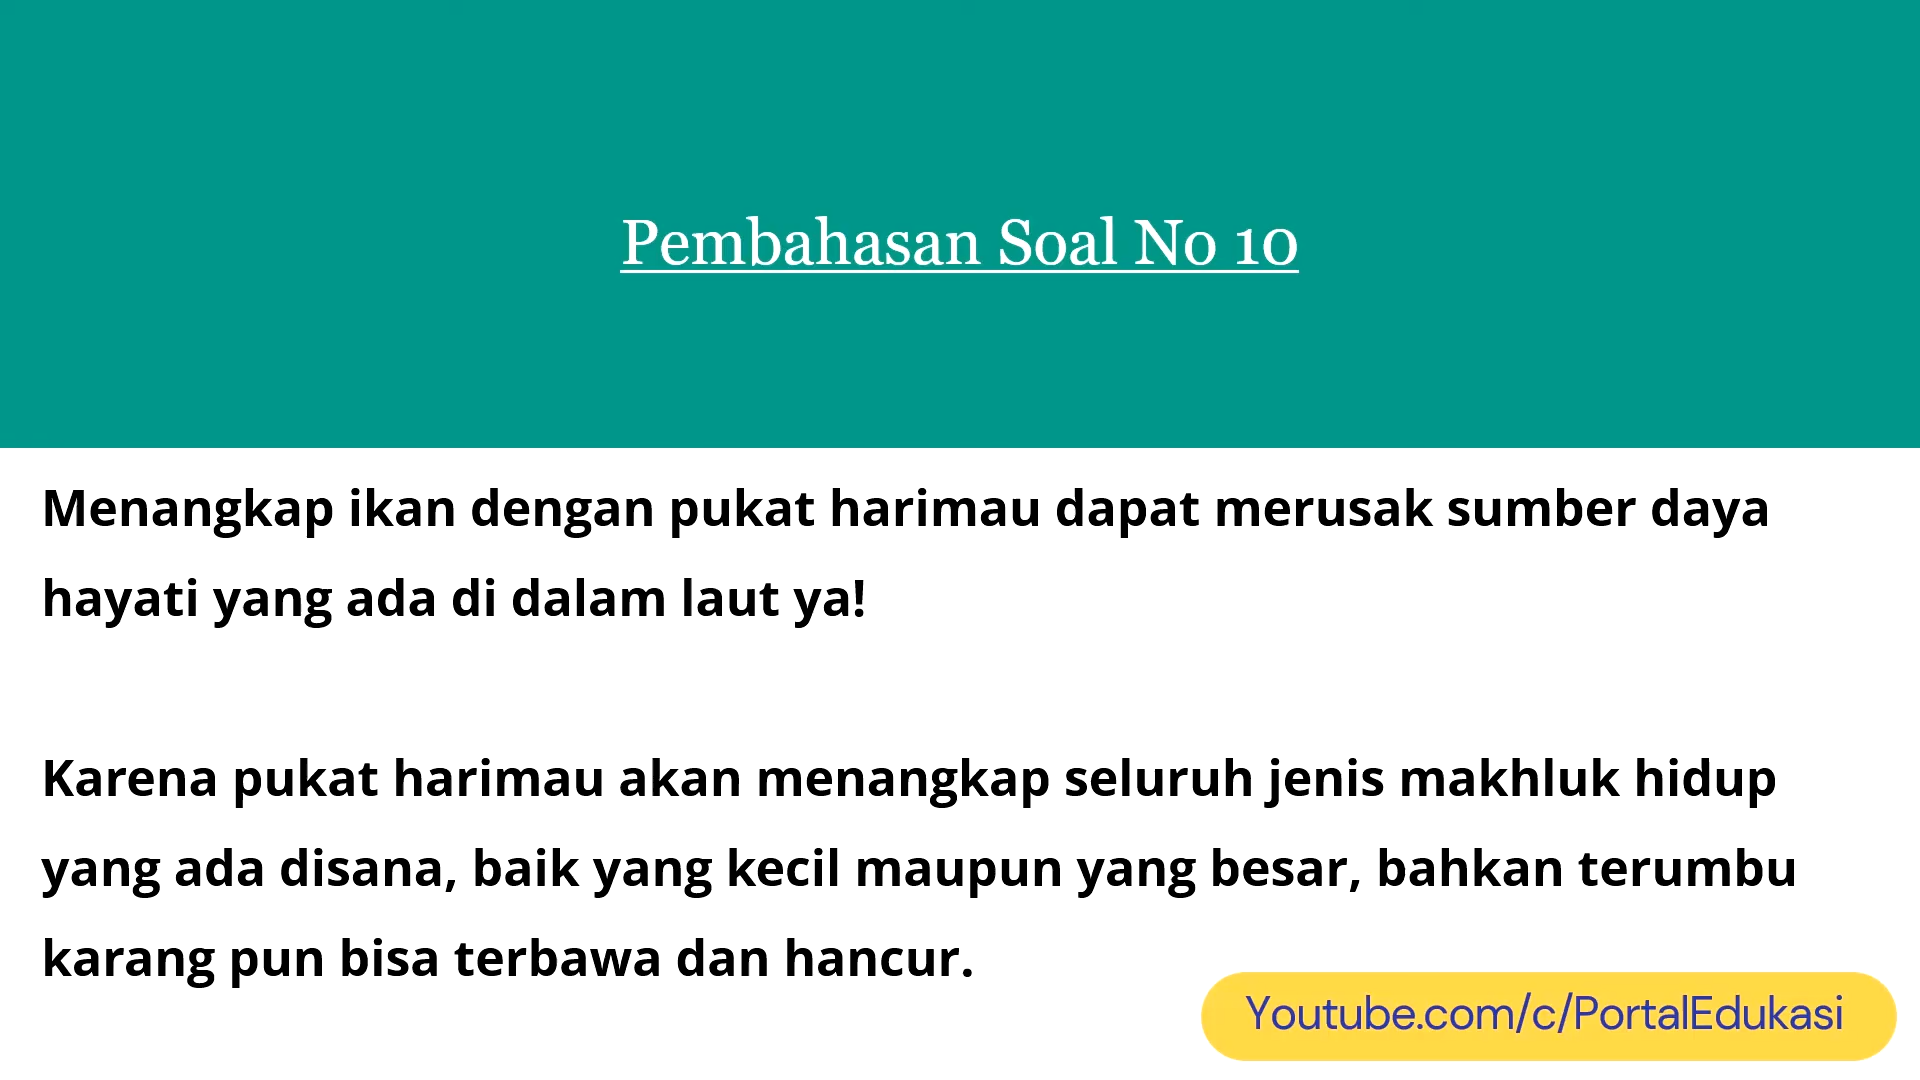 Pembahasan Soal No 10
Menangkap ikan dengan pukat harimau dapat merusak sumber daya
hayati yang ada di dalam laut ya!
Karena pukat harimau akan menangkap seluruh jenis makhluk hidup
yang ada disana, baik yang kecil maupun yang besar, bahkan terumbu
karang pun bisa terbawa dan hancur.
Youtube.com/c/PortalEdukasi